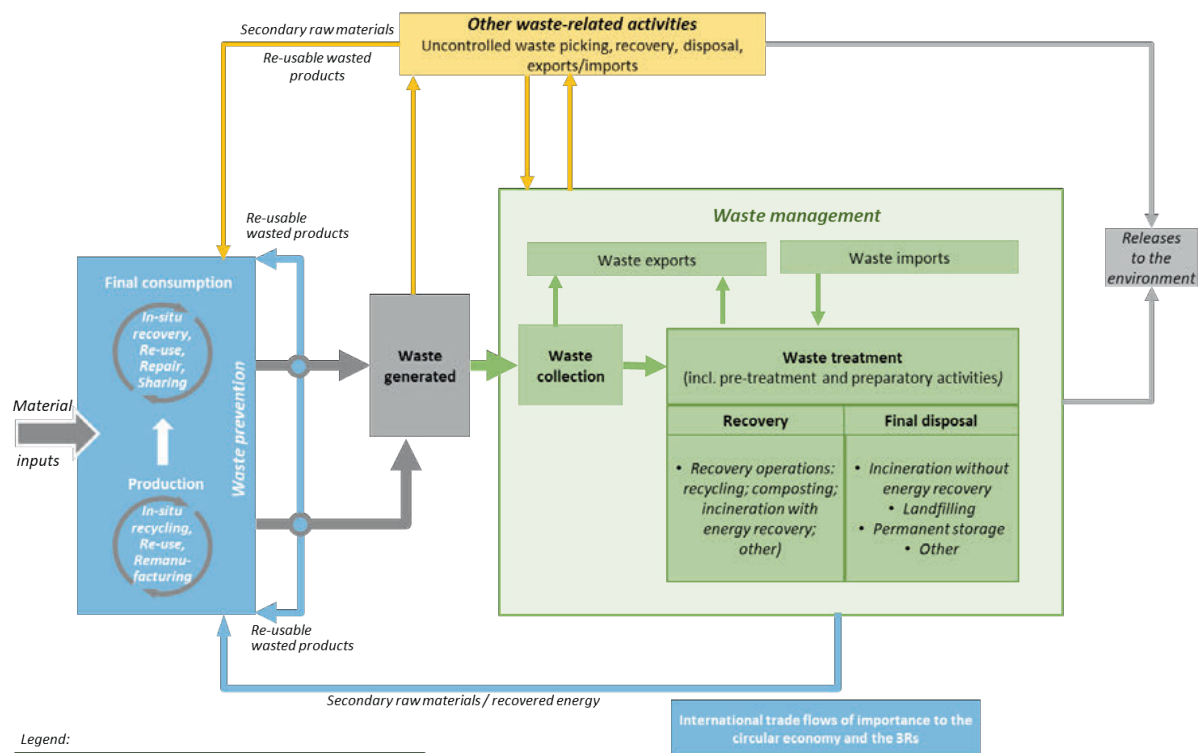 Other waste-related activities
Uncontrolled waste picking, recovery, disposal,
exports/imports
Secondary raw materials
Re-usable wasted
products
Re-usable
wasted products
Waste management
Waste exports
Waste imports
Releases
to the
environment
Final consumption
In-situ
recovery,
Re-use,
Repair,
Sharing
Waste prevention
Material
inputs
Production
In-situ
recycling,
Re-use,
Remanu-
facturing
Waste
generated
Waste
collection
Waste treatment
(incl. pre-treatment and preparatory activities)
Recovery
• Recovery operations:
recycling; composting;
incineration with
energy recovery;
other)
Final disposal
• Incineration without
energy recovery
• Landfilling
• Permanent storage
• Other
Re-usable
wasted products
Secondary raw materials / recovered energy
International trade flows of importance to the
circular economy and the 3Rs
Legend: